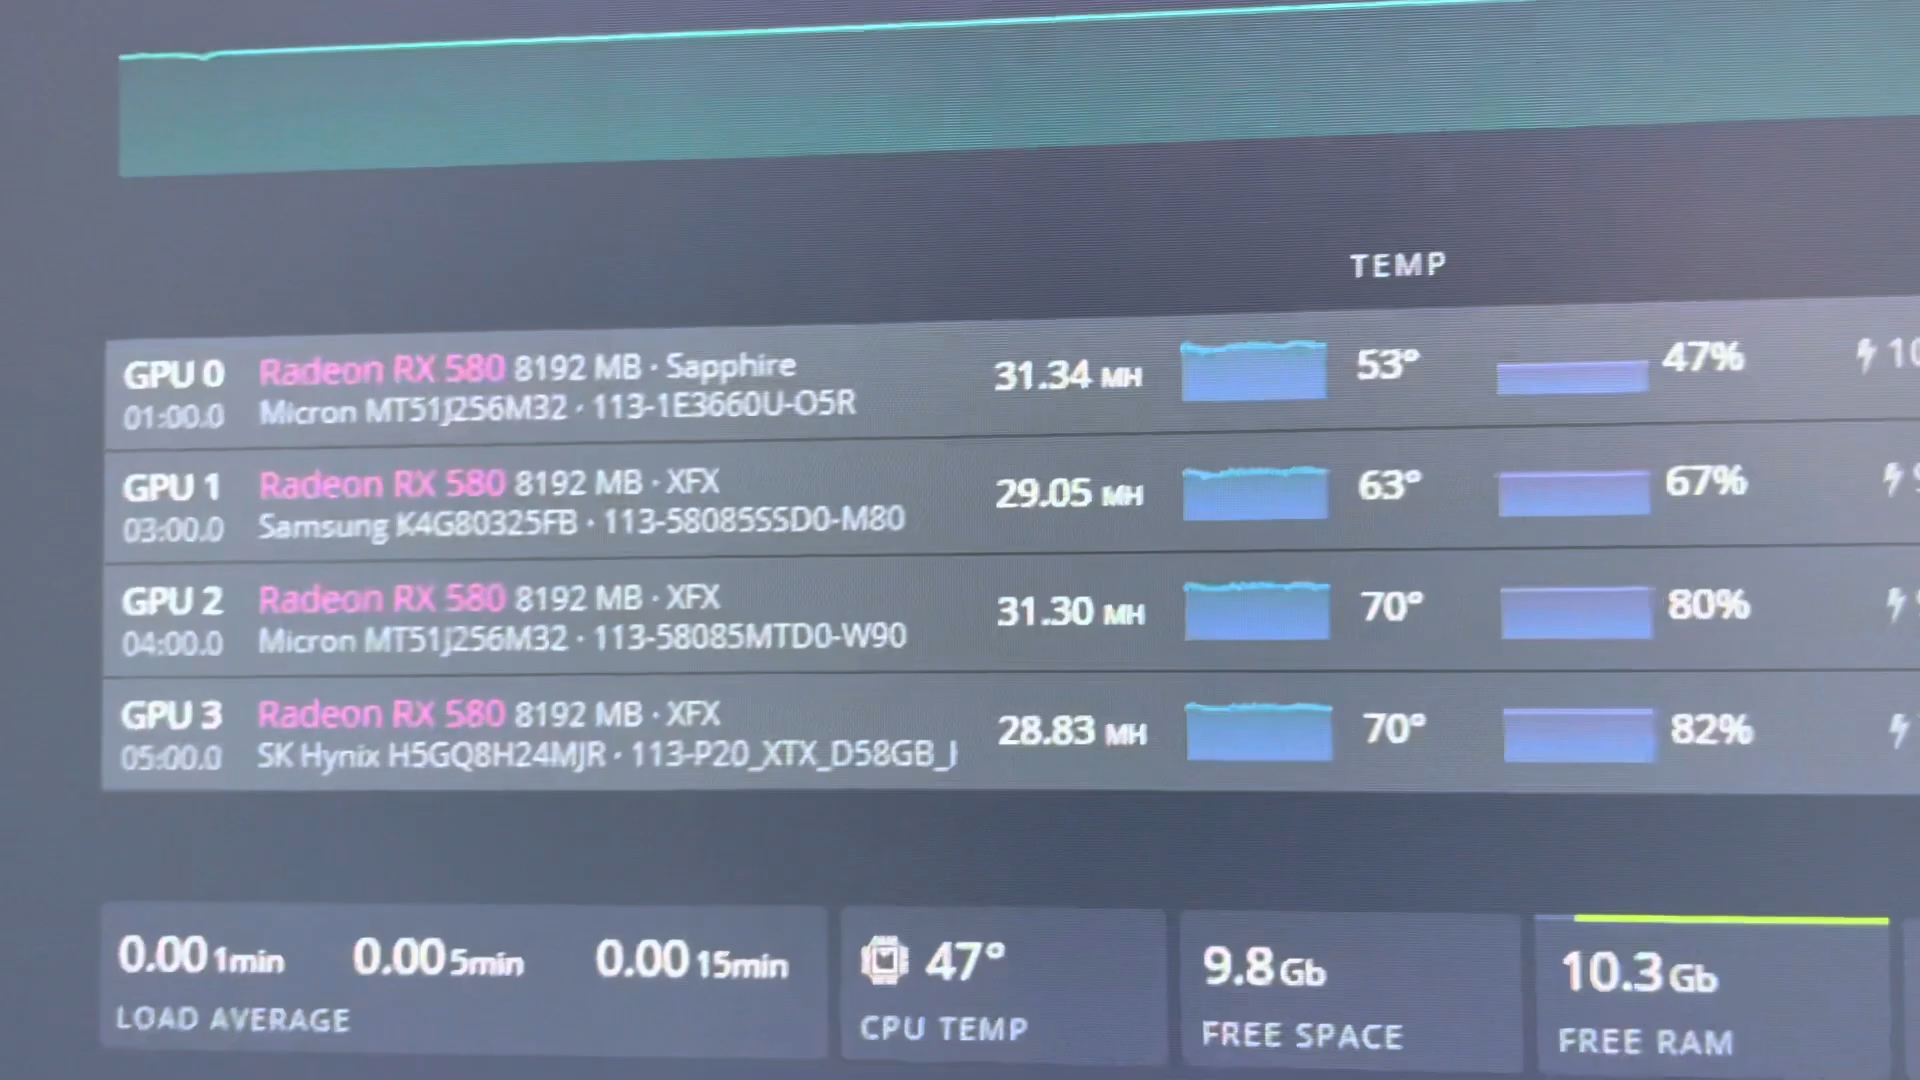 TEMP
GPU 0 Radeon RX 580 8192 MB · Sapphire 31.34 MH 53° 47% 10
01:00.0 Micron MT51J256M32 · 113-1E3660U-O5R
GPU 1 Radeon RX 580 8192 MB · XFX 29.05 MH 63° 67%
03:00.0 Samsung K4G80325FB · 113-58085SSD0-M80
GPU 2 Radeon RX 580 8192 MB · XFX 31.30 MH 70° 80%
04:00.0 Micron MT51J256M32 · 113-58085MTD0-W90
GPU 3 Radeon RX 580 8192 MB · XFX 28.83 MH 70° 82%
05:00.0 SK Hynix H5GQ8H24MJR · 113-P20_XTX_D58GB_J
0.00 1min 0.00 5min 0.00 15min 47° 9.8 Gb 10.3 Gb
LOAD AVERAGE CPU TEMP FREE SPACE FREE RAM